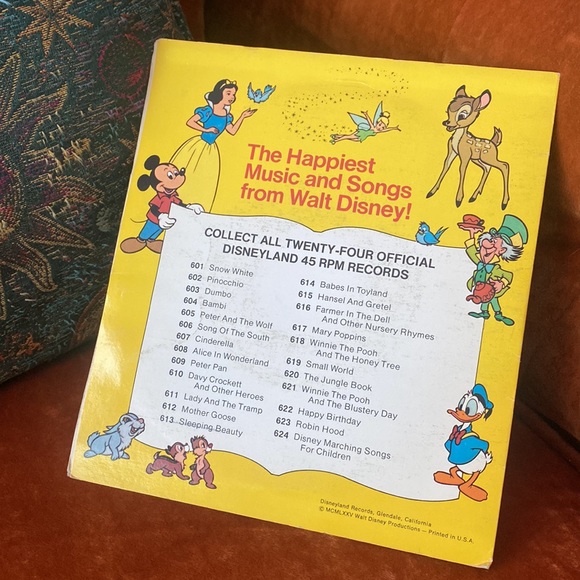 The Happiest
Music and Songs
from Walt Disney!
COLLECT ALL TWENTY-FOUR OFFICIAL
DISNEYLAND 45 RPM RECORDS
601 Snow White
602 Pinocchio
603 Dumbo
604 Bambi
605 Peter And The Wolf
606 Song Of The South
607 Cinderella
608 Alice In Wonderland
609 Peter Pan
610 Davy Crockett
And Other Heroes
611 Lady And The Tramp
612 Mother Goose
613 Sleeping Beauty
614 Babes In Toyland
615 Hansel And Gretel
616 Farmer In The Dell
And Other Nursery Rhymes
617 Mary Poppins
618 Winnie The Pooh
And The Honey Tree
619 Small World
620 The Jungle Book
621 Winnie The Pooh
And The Blustery Day
622 Happy Birthday
623 Robin Hood
624 Disney Marching Songs
For Children
Disneyland Records, Glendale, California
© MCMLXXV Walt Disney Productions — Printed in U.S.A.